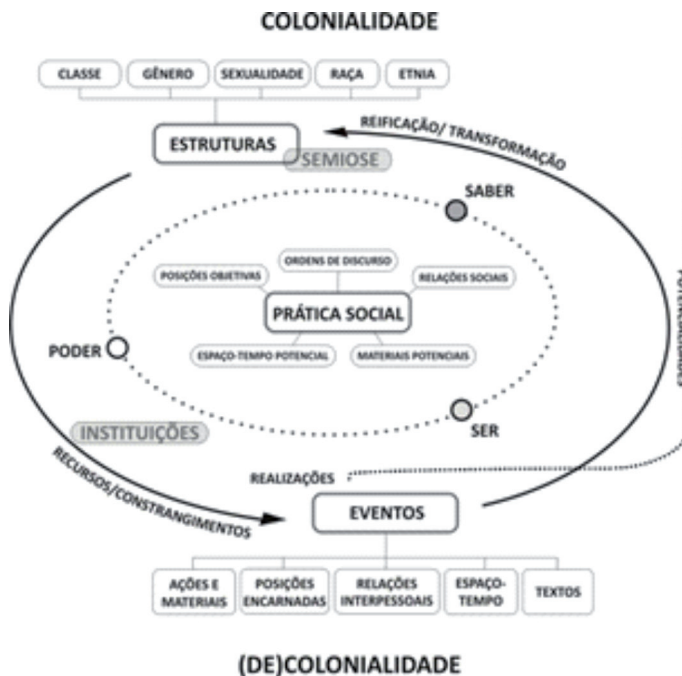 COLONIALIDADE
CLASSE
GÊNERO
SEXUALIDADE
RAÇA
ETNIA
REIFICAÇÃO/ TRANSFORMAÇÃO
ESTRUTURAS
SEMIOSE
SABER
ORDENS DE DISCURSO
POSIÇÕES OBJETIVAS
RELAÇÕES SOCIAIS
PRÁTICA SOCIAL
PODER
ESPAÇO-TEMPO POTENCIAL
MATERIAIS POTENCIAIS
SER
INSTITUIÇÕES
RECURSOS/CONSTRANGIMENTOS
REALIZAÇÕES
EVENTOS
AÇÕES E
MATERIAIS
POSIÇÕES
ENCARNADAS
RELAÇÕES
INTERPESSOAIS
ESPAÇO-
TEMPO
TEXTOS
(DE)COLONIALIDADE